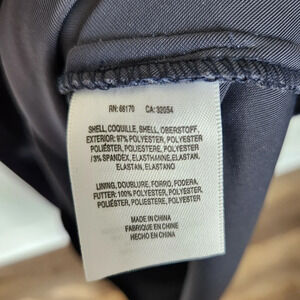 RN: 66170 CA: 32054
SHELL, COQUILLE, SHELL, OBERSTOFF,
EXTERIOR: 97% POLYESTER, POLYESTER
POLIÉSTER, POLIESTERE, POLYESTER
/3% SPANDEX, ELASTHANNE, ELASTAN,
ELASTAN, ELASTANO
LINING, DOUBLURE, FORRO, FODERA,
FUTTER: 100% POLYESTER, POLYESTER,
POLIÉSTER, POLIESTERE, POLYESTER
MADE IN CHINA
FABRIQUE EN CHINE
HECHO EN CHINA